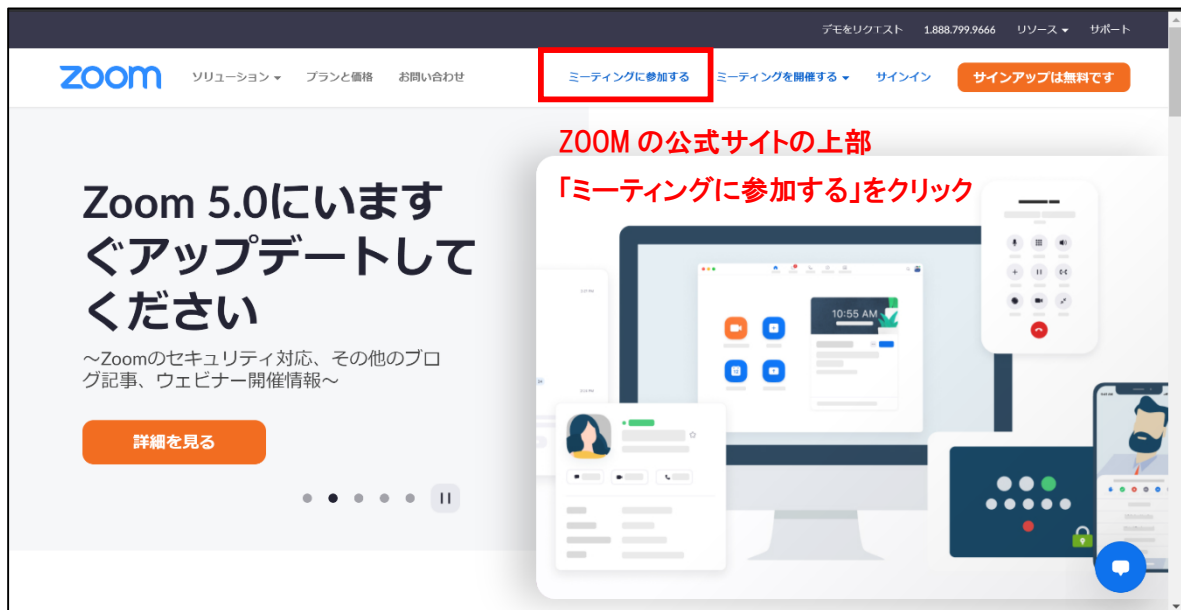 デモをリクエスト 1.888.799.9666 リソース サポート
zoom ソリューション プランと価格 お問い合わせ ミーティングに参加する ミーティングを開催する サインイン サインアップは無料です
ZOOM の公式サイトの上部
「ミーティングに参加する」をクリック
Zoom 5.0にいます
ぐアップデートして
ください
～Zoomのセキュリティ対応、その他のブロ
グ記事、ウェビナー開催情報～
詳細を見る
10:55 AM